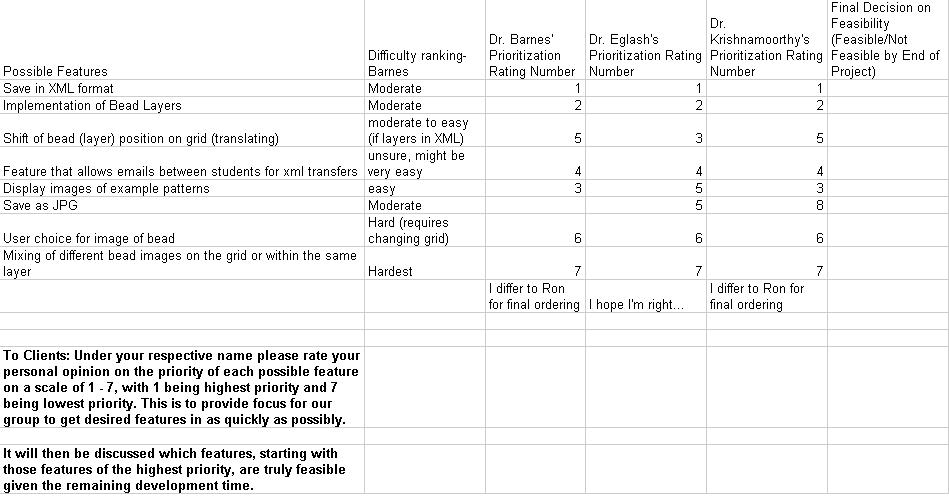 Possible Features
Difficulty ranking-
Barnes
Dr. Barnes'
Prioritization
Rating Number
Dr. Eglash's
Prioritization Rating
Number
Dr.
Krishnamoorthy's
Prioritization Rating
Number
Final Decision on
Feasibility
(Feasible/Not
Feasible by End of
Project)
Save in XML format Moderate 1 1 1
Implementation of Bead Layers Moderate 2 2 2
Shift of bead (layer) position on grid (translating)
moderate to easy
(if layers in XML)
5 3 5
Feature that allows emails between students for xml transfers
unsure, might be
very easy
4 4 4
Display images of example patterns easy 3 5 3
Save as JPG Moderate 5 8
User choice for image of bead
Hard (requires
changing grid)
6 6 6
Mixing of different bead images on the grid or within the same
layer
Hardest 7 7 7
I differ to Ron
for final ordering
I hope I'm right...
I differ to Ron for
final ordering
To Clients: Under your respective name please rate your
personal opinion on the priority of each possible feature
on a scale of 1 - 7, with 1 being highest priority and 7
being lowest priority. This is to provide focus for our
group to get desired features in as quickly as possibly.
It will then be discussed which features, starting with
those features of the highest priority, are truly feasible
given the remaining development time.